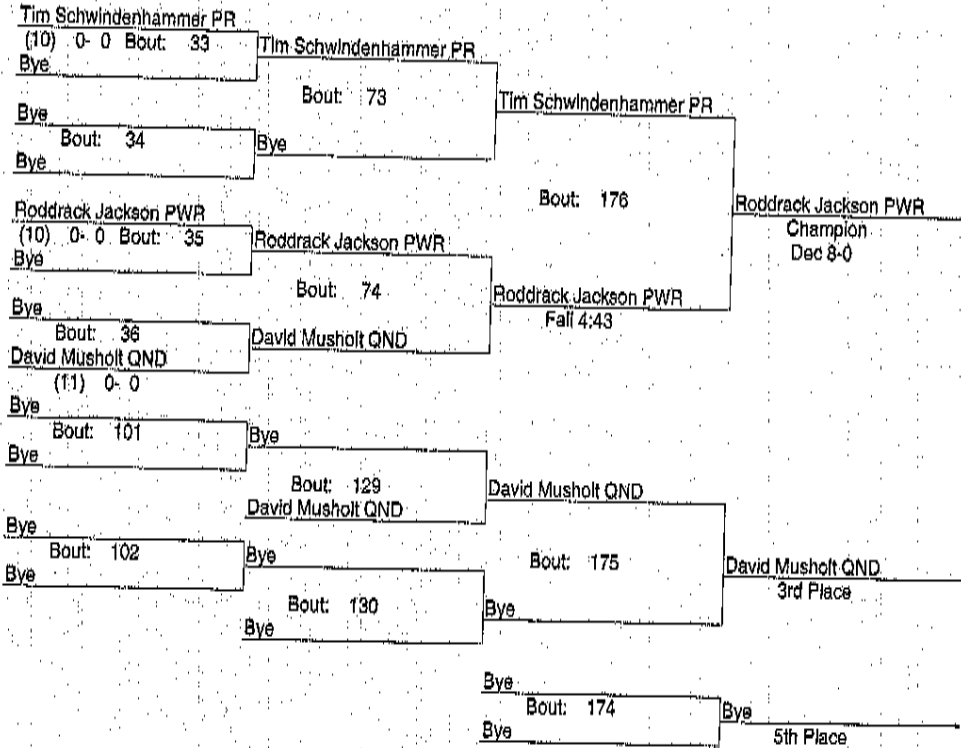 Tim Schwindenhammer PR
(10) 0- 0 Bout: 33
Bye
Tim Schwindenhammer PR
Bout: 73
Bye
Bout: 34
Bye
Bye
Tim Schwindenhammer PR
Roddrack Jackson PWR
(10) 0- 0 Bout: 35
Bye
Roddrack Jackson PWR
Bout: 74
Bye
Bout: 36
David Musholt QND
(11) 0- 0
David Musholt QND
Roddrack Jackson PWR
Fall 4:43
Bout: 176
Roddrack Jackson PWR
Champion
Dec 8-0
Bye
Bout: 101
Bye
Bye
Bout: 129
David Musholt QND
David Musholt QND
Bye
Bout: 102
Bye
Bye
Bout: 130
Bye
Bye
Bout: 175
David Musholt QND
3rd Place
Bye
Bout: 174
Bye
Bye
5th Place